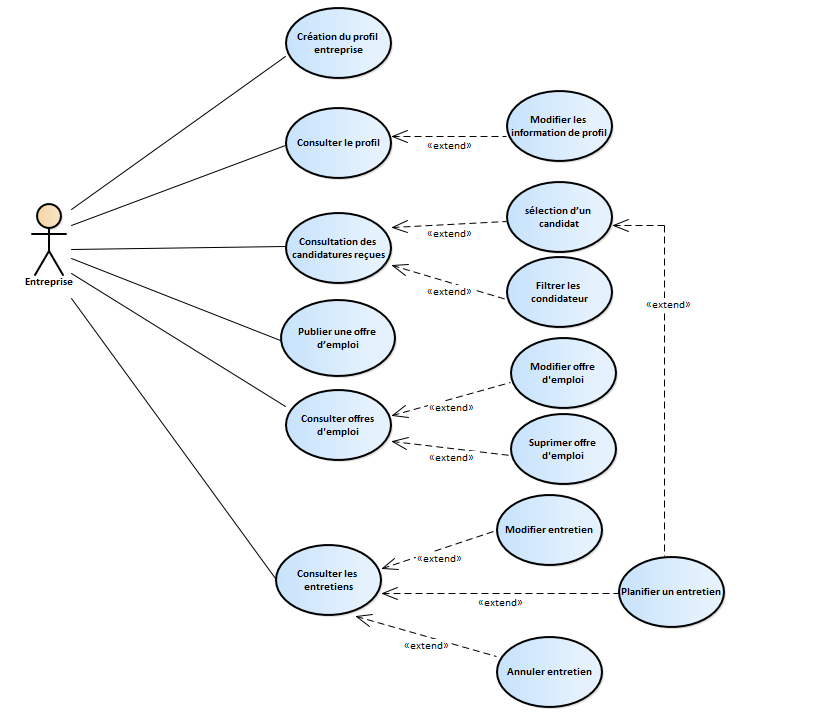 Création du profil
entreprise
Modifier les
information de profil
Consulter le profil
«extend»
sélection d’un
candidat
«extend»
Consultation des
candidatures reçues
Entreprise
Filtrer les
condidateur
«extend»
«extend»
Publier une offre
d’emploi
Modifier offre
d'emploi
«extend»
Consulter offres
d'emploi
Suprimer offre
d'emploi
«extend»
Modifier entretien
«extend»
Consulter les
entretiens
Planifier un entretien
«extend»
«extend»
Annuler entretien